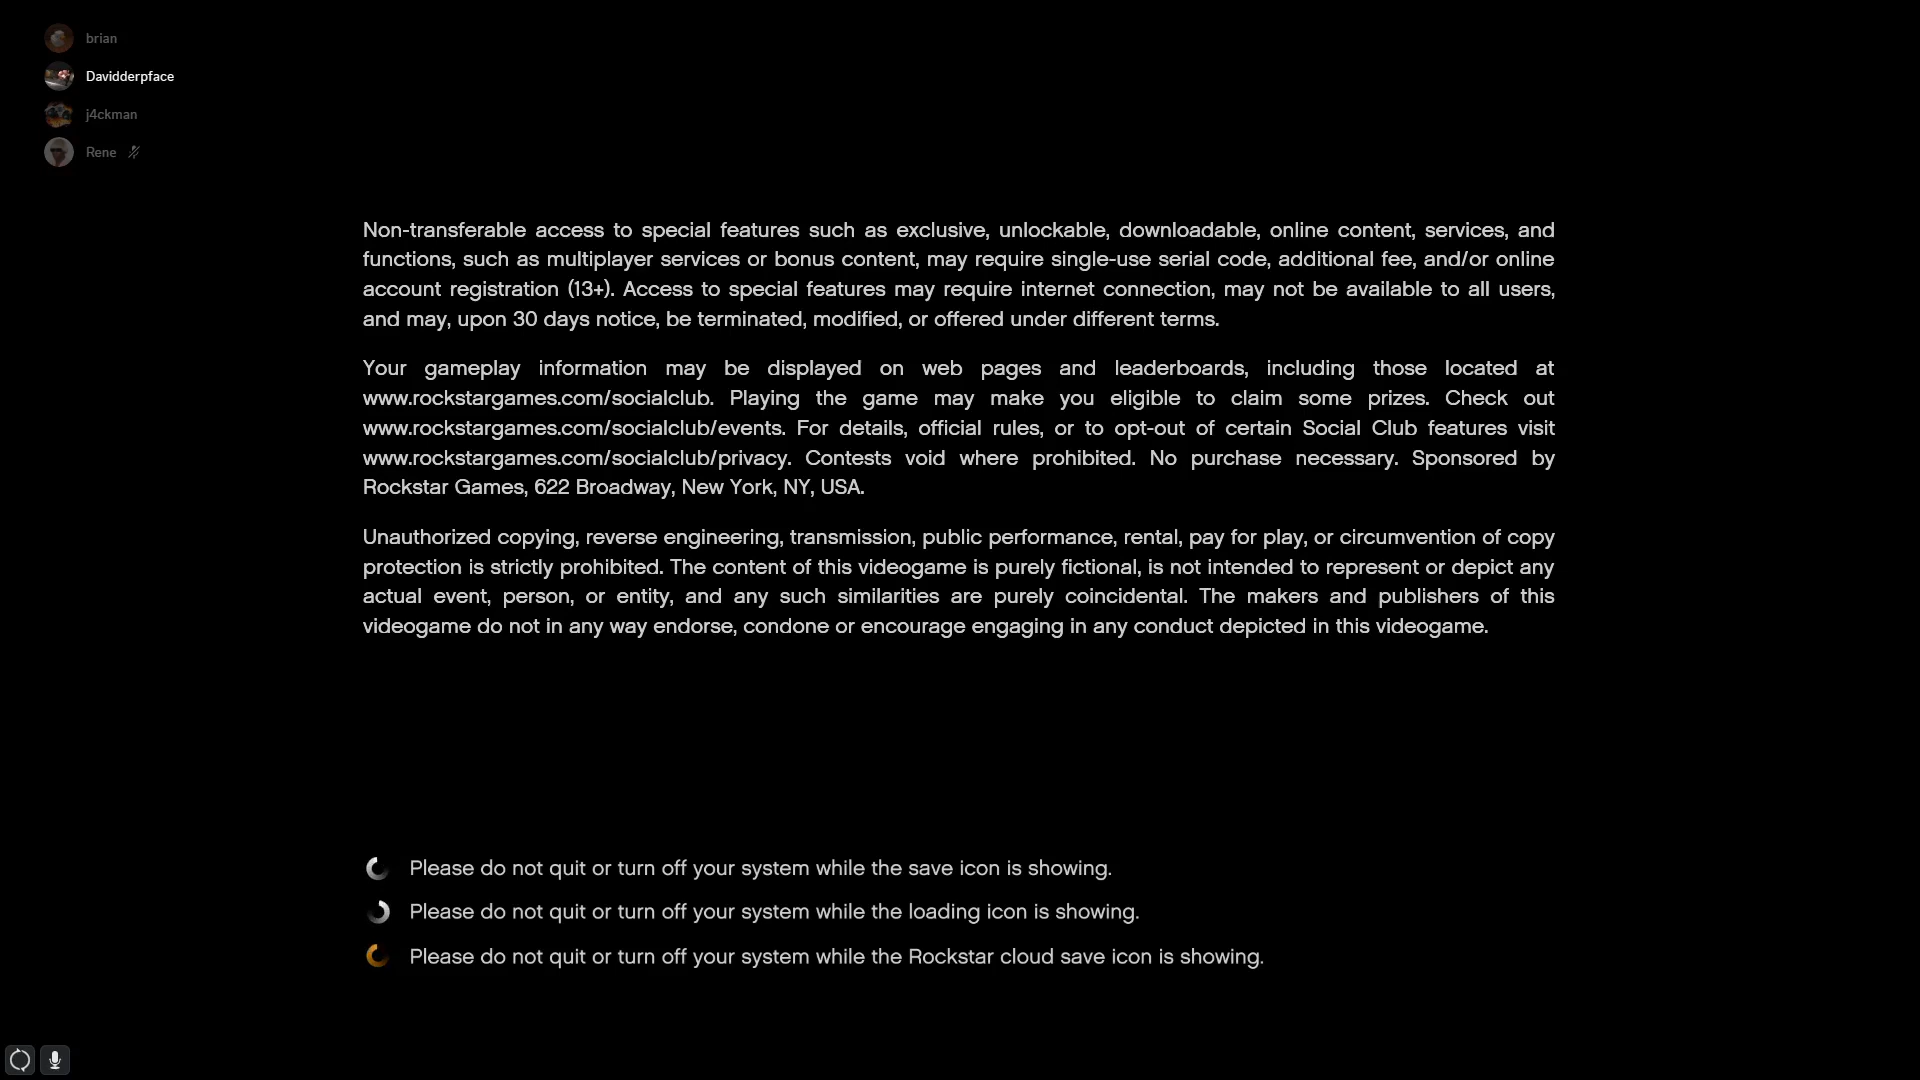 brian
Davidderpface
j4ckman
Rene
Non-transferable access to special features such as exclusive, unlockable, downloadable, online content, services, and
functions, such as multiplayer services or bonus content, may require single-use serial code, additional fee, and/or online
account registration (13+). Access to special features may require internet connection, may not be available to all users,
and may, upon 30 days notice, be terminated, modified, or offered under different terms.
Your gameplay information may be displayed on web pages and leaderboards, including those located at
www.rockstargames.com/socialclub. Playing the game may make you eligible to claim some prizes. Check out
www.rockstargames.com/socialclub/events. For details, official rules, or to opt-out of certain Social Club features visit
www.rockstargames.com/socialclub/privacy. Contests void where prohibited. No purchase necessary. Sponsored by
Rockstar Games, 622 Broadway, New York, NY, USA.
Unauthorized copying, reverse engineering, transmission, public performance, rental, pay for play, or circumvention of copy
protection is strictly prohibited. The content of this videogame is purely fictional, is not intended to represent or depict any
actual event, person, or entity, and any such similarities are purely coincidental. The makers and publishers of this
videogame do not in any way endorse, condone or encourage engaging in any conduct depicted in this videogame.
Please do not quit or turn off your system while the save icon is showing.
Please do not quit or turn off your system while the loading icon is showing.
Please do not quit or turn off your system while the Rockstar cloud save icon is showing.